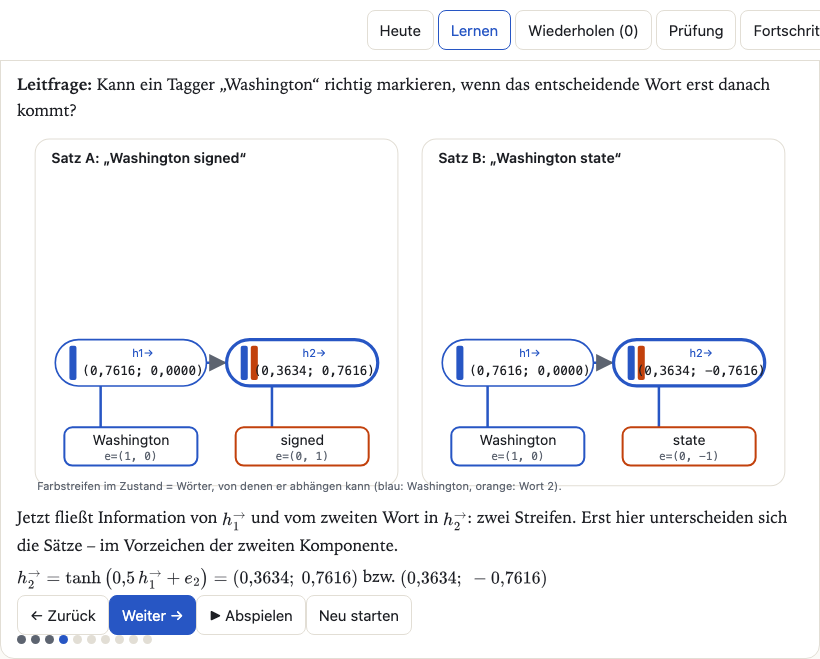 Heute
Lernen
Wiederholen (0)
Prüfung
Fortschrit
Leitfrage: Kann ein Tagger „Washington“ richtig markieren, wenn das entscheidende Wort erst danach
kommt?
Satz A: „Washington signed“
h1→
(0,7616; 0,0000)
h2→
(0,3634; 0,7616)
Washington
e=(1, 0)
signed
e=(0, 1)
Satz B: „Washington state“
h1→
(0,7616; 0,0000)
h2→
(0,3634; −0,7616)
Washington
e=(1, 0)
state
e=(0, −1)
Farbstreifen im Zustand = Wörter, von denen er abhängen kann (blau: Washington, orange: Wort 2).
Jetzt fließt Information von h₁→ und vom zweiten Wort in h₂→: zwei Streifen. Erst hier unterscheiden sich
die Sätze – im Vorzeichen der zweiten Komponente.
h₂→ = tanh (0,5 h₁→ + e₂) = (0,3634; 0,7616) bzw. (0,3634; −0,7616)
← Zurück
Weiter →
▶ Abspielen
Neu starten